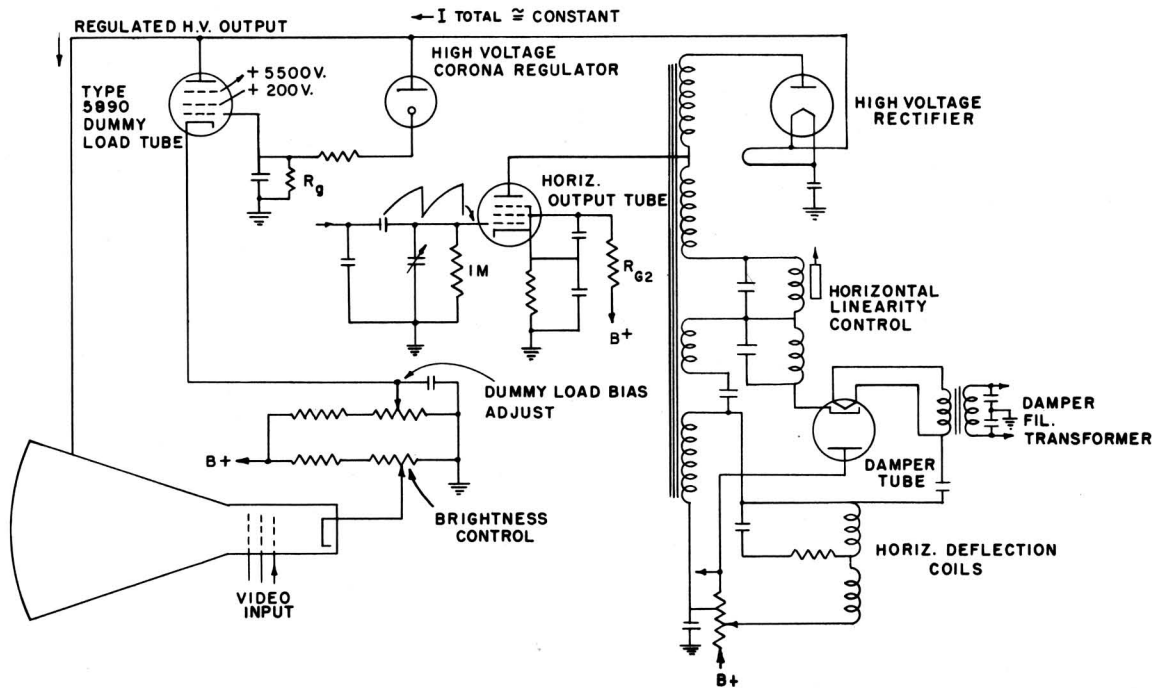 REGULATED H.V. OUTPUT
← I TOTAL ≅ CONSTANT
HIGH VOLTAGE
CORONA REGULATOR
+ 5500 V.
+ 200 V.
TYPE
5890
DUMMY
LOAD TUBE
HIGH VOLTAGE
RECTIFIER
Rg
HORIZ.
OUTPUT TUBE
1M
RG2
B+
HORIZONTAL
LINEARITY
CONTROL
DUMMY LOAD BIAS
ADJUST
DAMPER
FIL.
TRANSFORMER
DAMPER
TUBE
B+
BRIGHTNESS
CONTROL
HORIZ. DEFLECTION
COILS
VIDEO
INPUT
B+